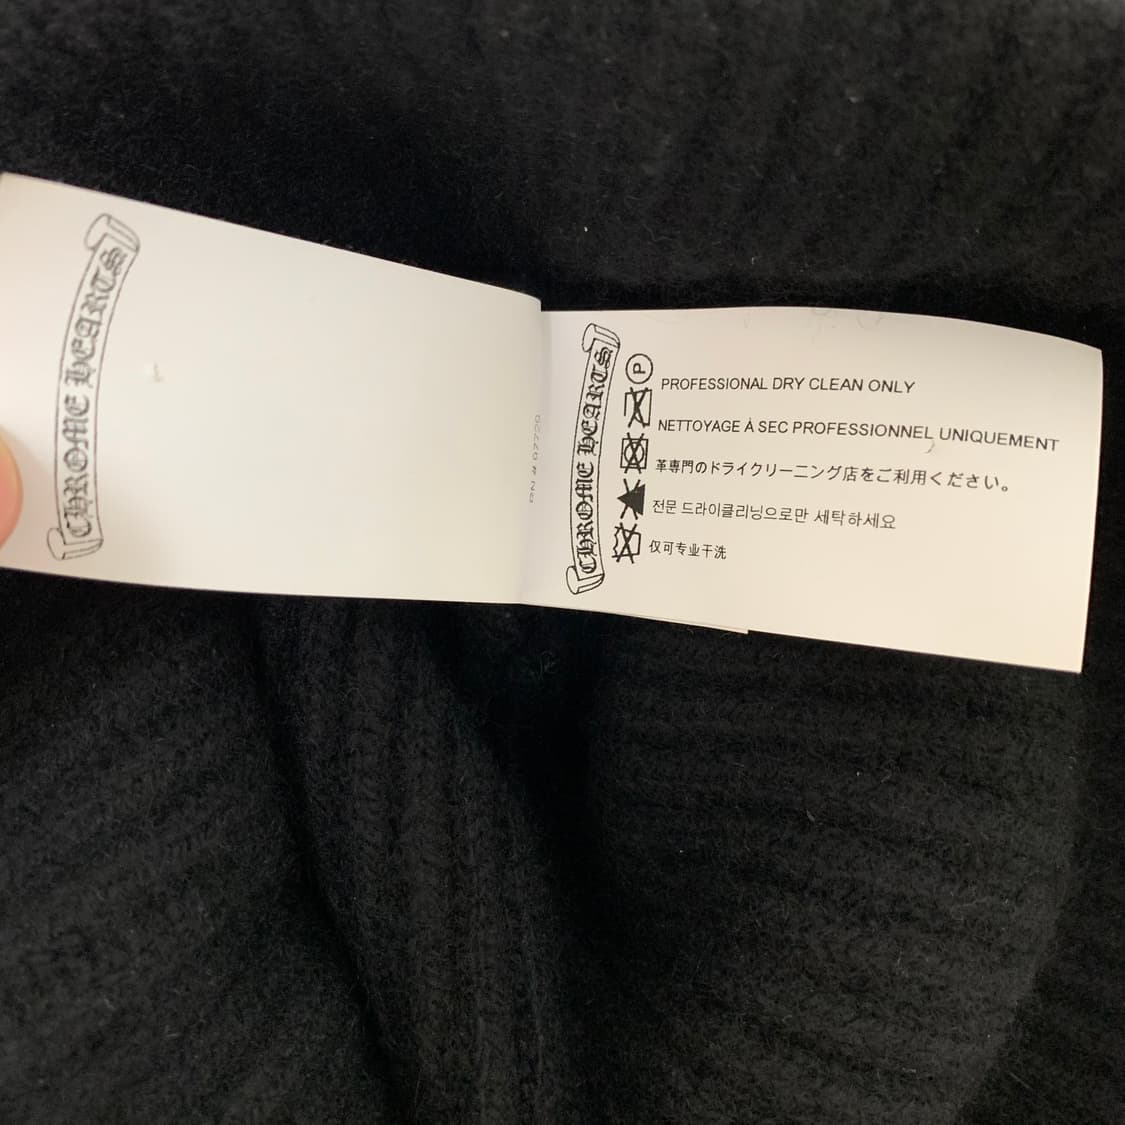 CHROME HEARTS
RN # 07720
CHROME HEARTS
P
PROFESSIONAL DRY CLEAN ONLY
NETTOYAGE À SEC PROFESSIONNEL UNIQUEMENT
革専門のドライクリーニング店をご利用ください。
전문 드라이클리닝으로만 세탁하세요
仅可专业干洗